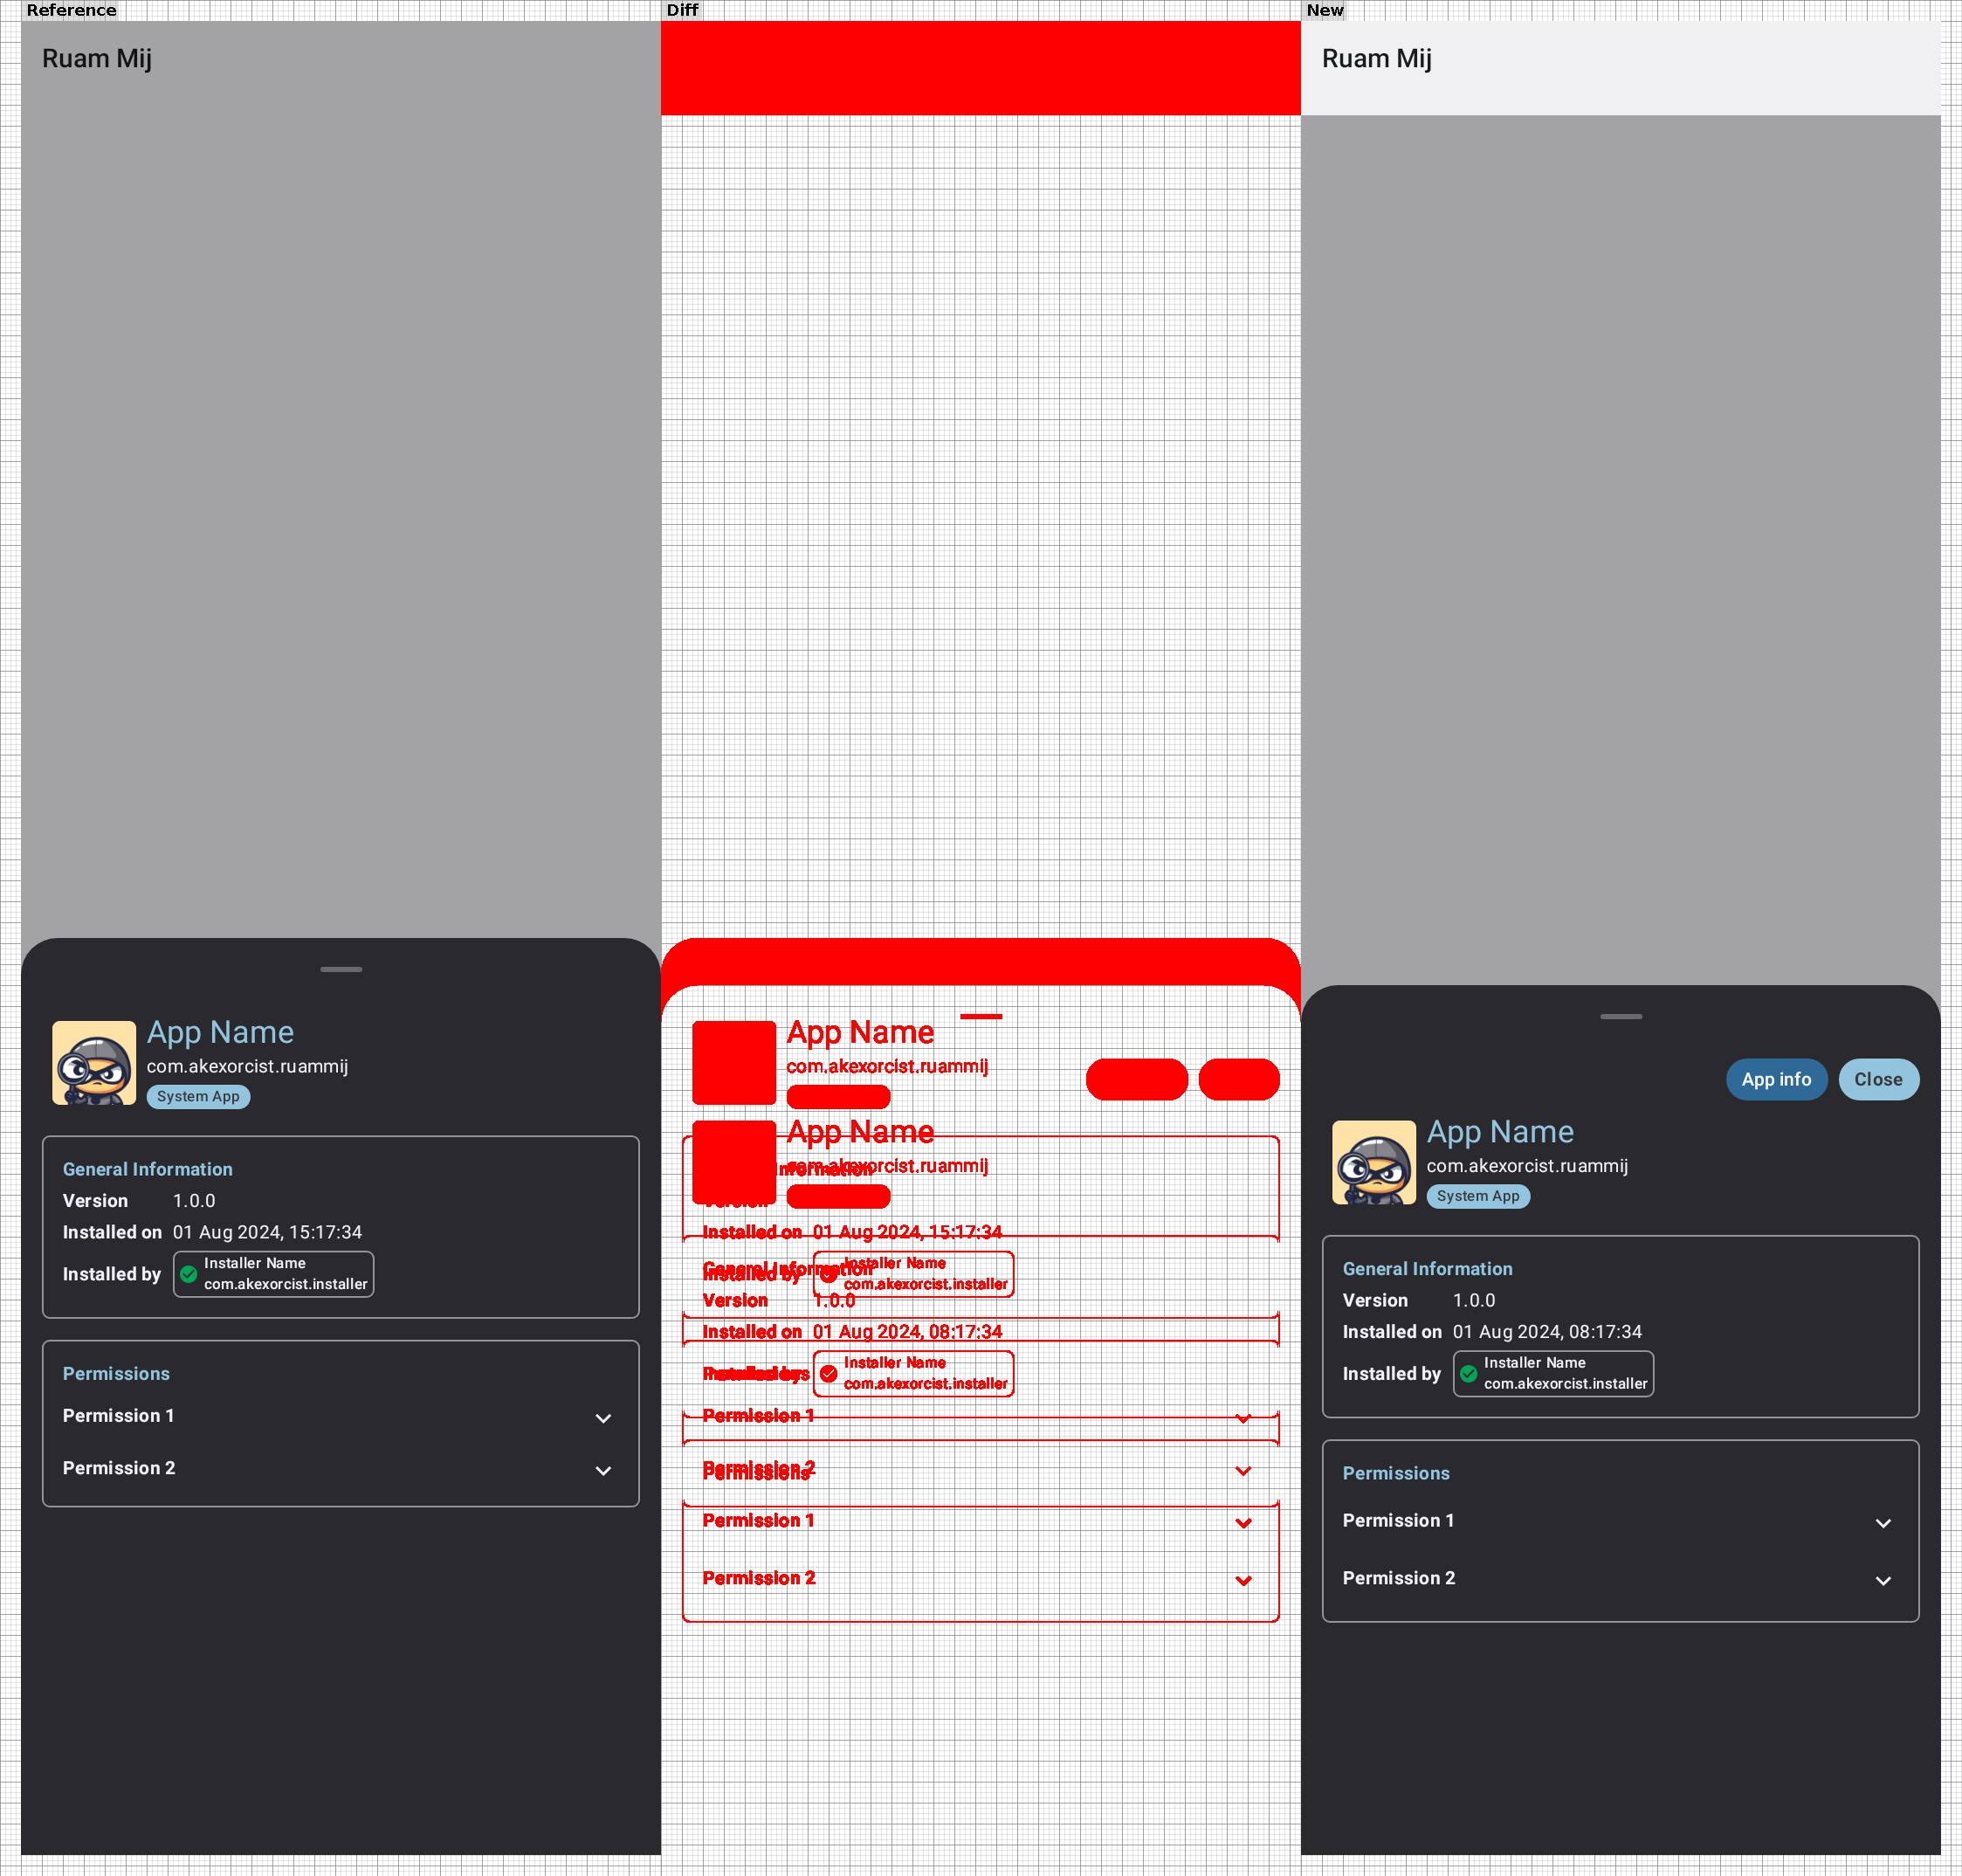 Reference
Ruam Mij
App Name
com.akexorcist.ruammij
System App
General Information
Version 1.0.0
Installed on 01 Aug 2024, 15:17:34
Installed by
Installer Name
com.akexorcist.installer
Permissions
Permission 1
Permission 2
Diff
App Name
com.akexorcist.ruammij
App Name
com.akexorcist.ruammij
Information
Version
Installed on 01 Aug 2024, 15:17:34
General Information
Installed by
Installer Name
com.akexorcist.installer
Version 1.0.0
Installed on 01 Aug 2024, 08:17:34
Installer Name
com.akexorcist.installer
Permission 1
Permission 2
Permissions
Permission 1
Permission 2
New
Ruam Mij
App info
Close
App Name
com.akexorcist.ruammij
System App
General Information
Version 1.0.0
Installed on 01 Aug 2024, 08:17:34
Installed by
Installer Name
com.akexorcist.installer
Permissions
Permission 1
Permission 2